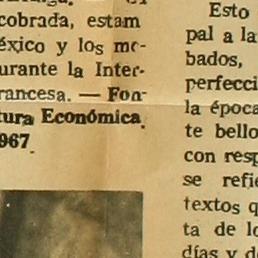 cobrada, estam
éxico y los mo-
urante la Inter-
rancesa. — Fon-
tura Económica.
967.
Esto
pal a la
bados,
perfecci
la época
te bello
con resp
se refie
textos q
ta de lo
días y d